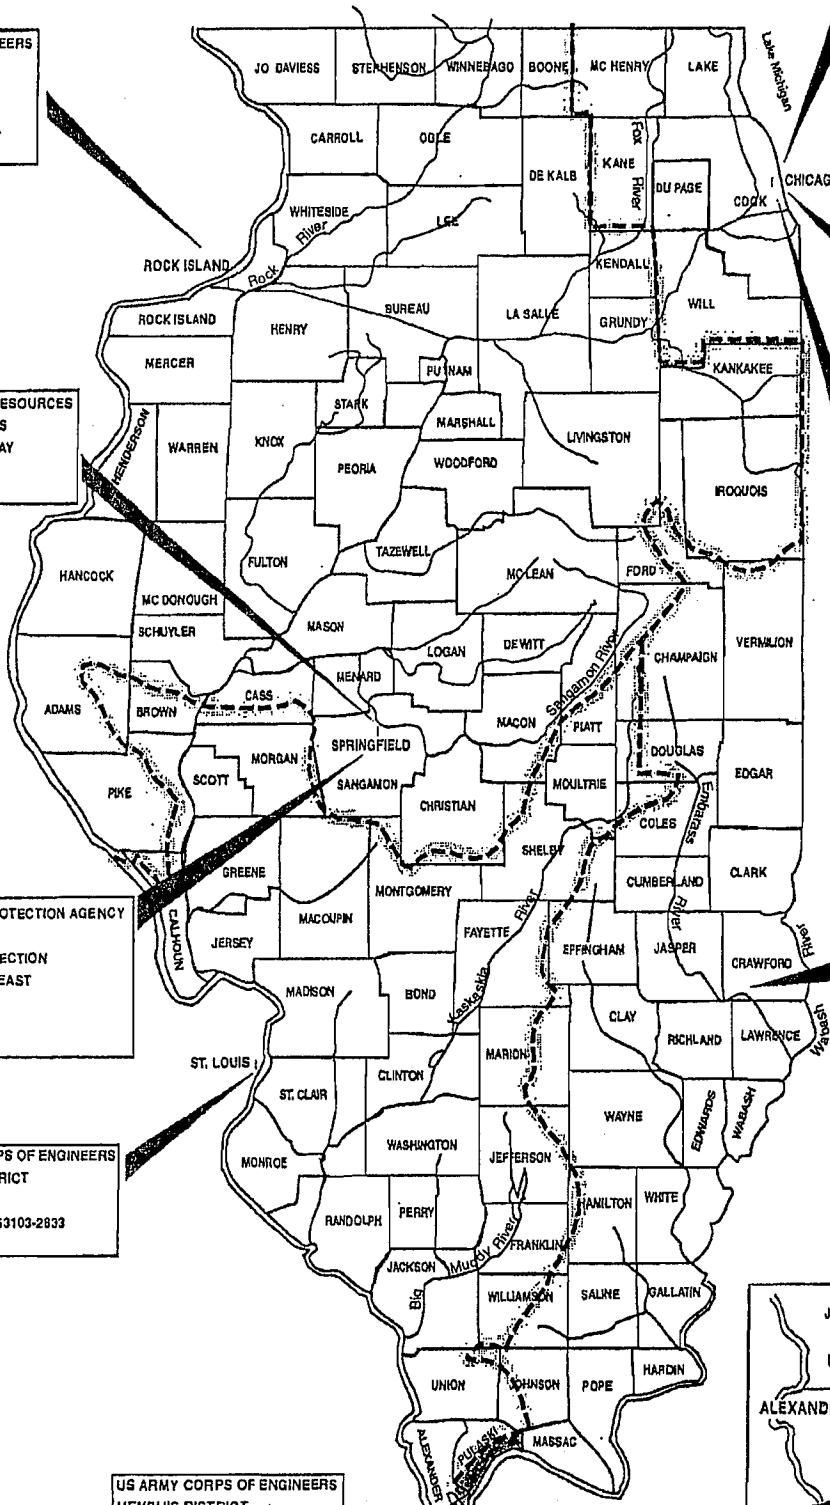 EERS
JO DAVIESS
STEPHENSON
WINNEBAGO
BOONE
MC HENRY
LAKE
Lake Michigan
CARROLL
OGLE
DE KALB
KANE
Fox River
DU PAGE
COOK
CHICAG
WHITESIDE
LEE
Rock River
ROCK ISLAND
KENDALL
ROCK ISLAND
HENRY
BUREAU
LA SALLE
GRUNDY
WILL
MERCER
PUTNAM
KANKAKEE
ESOURCES
S
AY
HENDERSON
WARREN
KNOX
STARK
MARSHALL
LIVINGSTON
PEORIA
WOODFORD
IROQUOIS
HANCOCK
MC DONOUGH
FULTON
TAZEWELL
MC LEAN
FORD
SCHUYLER
MASON
LOGAN
DEWITT
Sangamon River
CHAMPAIGN
VERMILION
ADAMS
BROWN
CASS
MENARD
MACON
PIATT
PIKE
SCOTT
MORGAN
SPRINGFIELD
SANGAMON
CHRISTIAN
MOULTRIE
DOUGLAS
EDGAR
COLES
Embarass River
SHELBY
GREENE
MONTGOMERY
CUMBERLAND
CLARK
OTECTION AGENCY
ECTION
EAST
CALHOUN
JERSEY
MACOUPIN
FAYETTE
Kaskaskia River
EFFINGHAM
JASPER
CRAWFORD
Wabash River
MADISON
BOND
CLAY
RICHLAND
LAWRENCE
ST. LOUIS
ST. CLAIR
CLINTON
MARION
WAYNE
EDWARDS
WABASH
PS OF ENGINEERS
RICT
63103-2833
MONROE
WASHINGTON
JEFFERSON
RANDOLPH
PERRY
HAMILTON
WHITE
JACKSON
Big Muddy River
FRANKLIN
WILLIAMSON
SALINE
GALLATIN
UNION
JOHNSON
POPE
HARDIN
ALEXANDER
PULASKI
MASSAC
J
ALEXAND
US ARMY CORPS OF ENGINEERS
MEMPHIS DISTRICT